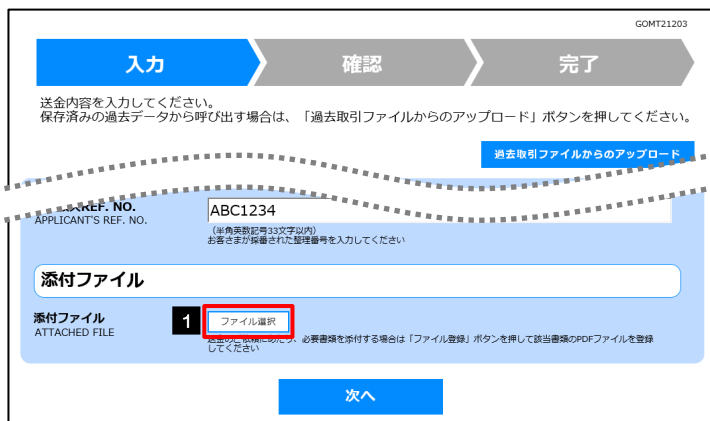 GOMT21203
入力
確認
完了
送金内容を入力してください。
保存済みの過去データから呼び出す場合は、「過去取引ファイルからのアップロード」ボタンを押してください。
過去取引ファイルからのアップロード
REF. NO.
APPLICANT'S REF. NO.
ABC1234
（半角英数記号33文字以内）
お客さまが採番された整理番号を入力してください
添付ファイル
添付ファイル
ATTACHED FILE
1
ファイル選択
送金のご依頼にあたり、必要書類を添付する場合は「ファイル登録」ボタンを押して該当書類のPDFファイルを登録
してください
次へ